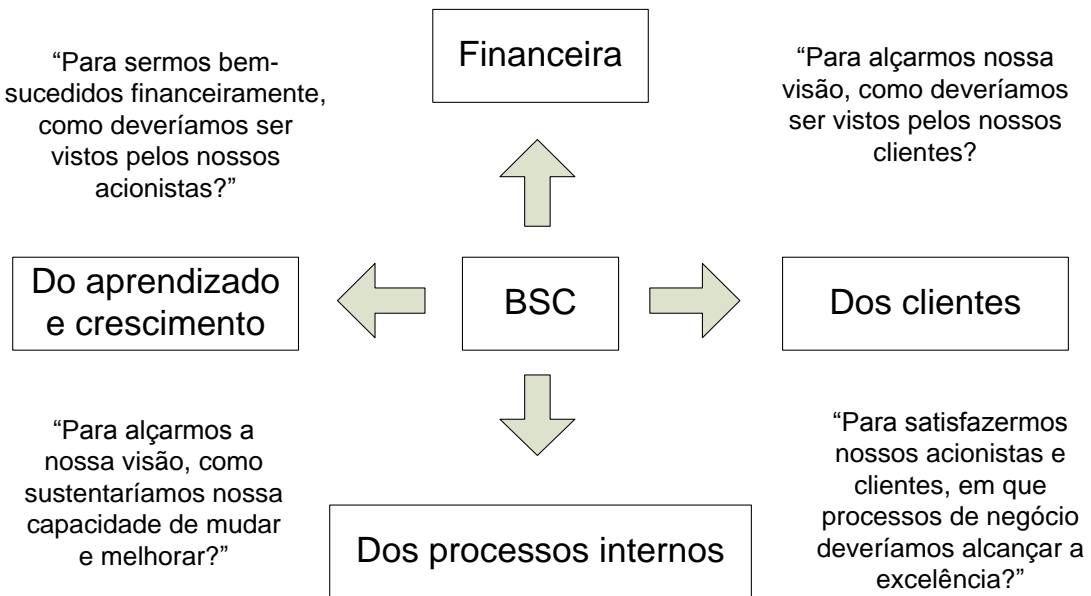 “Para sermos bem-
sucedidos financeiramente,
como deveríamos ser
vistos pelos nossos
acionistas?”
Financeira
“Para alçarmos nossa
visão, como deveríamos
ser vistos pelos nossos
clientes?
Do aprendizado
e crescimento
BSC
Dos clientes
“Para alçarmos a
nossa visão, como
sustentaríamos nossa
capacidade de mudar
e melhorar?”
Dos processos internos
“Para satisfazermos
nossos acionistas e
clientes, em que
processos de negócio
deveríamos alcançar a
excelência?”